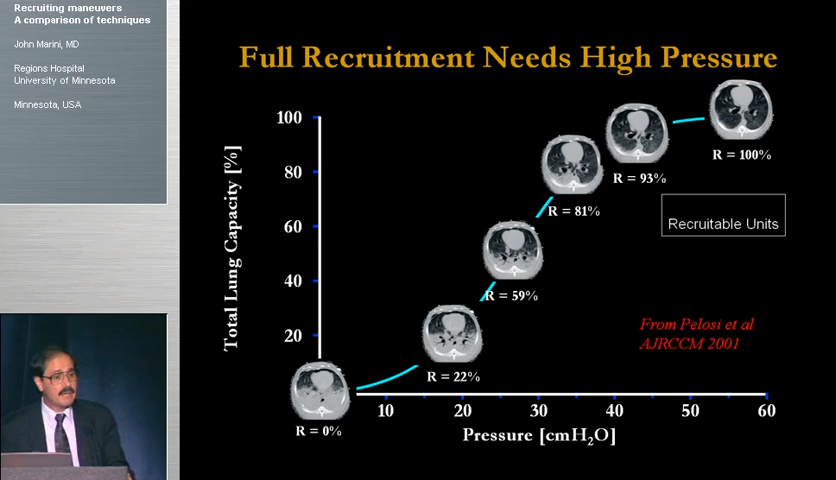 Recruiting maneuvers
A comparison of techniques
John Marini, MD
Regions Hospital
University of Minnesota
Minnesota, USA
Full Recruitment Needs High Pressure
Total Lung Capacity [%]
100
80
60
40
20
R = 100%
R = 93%
R = 81%
R = 59%
R = 22%
R = 0%
Recruitable Units
From Pelosi et al
AJRCCM 2001
10 20 30 40 50 60
Pressure [cmH₂O]